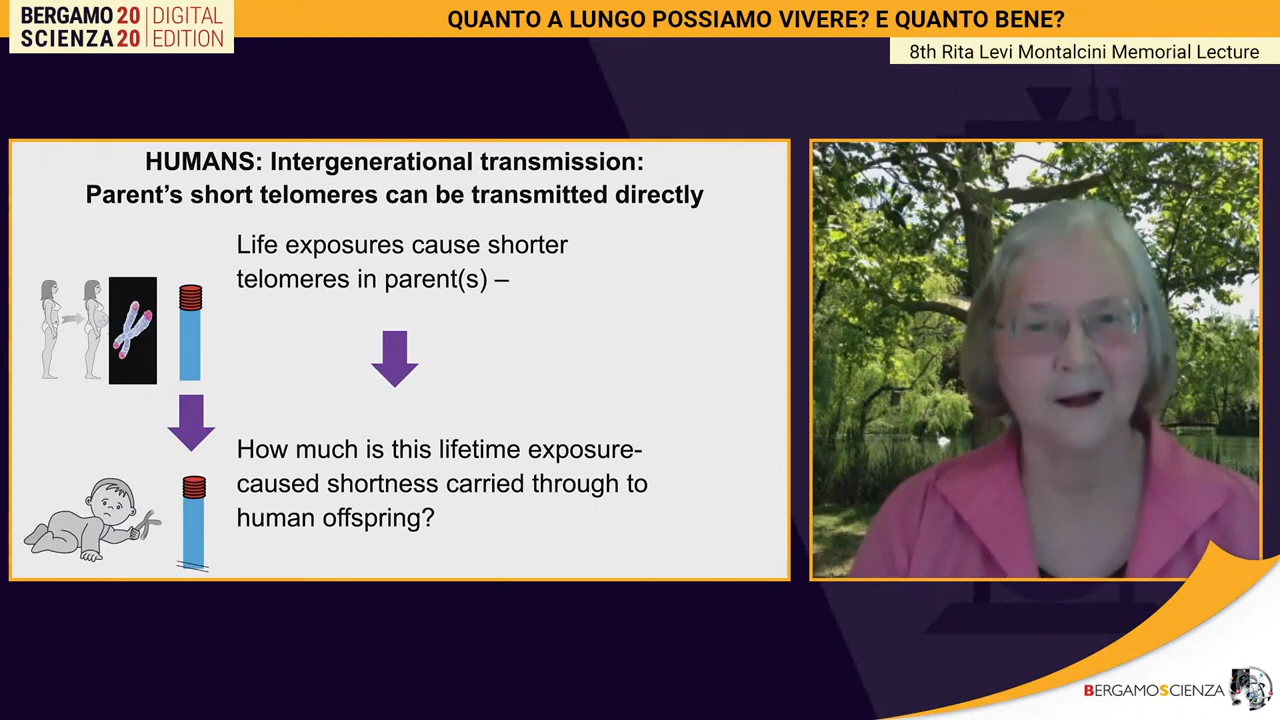 BERGAMO 20 DIGITAL
SCIENZA 20 EDITION
QUANTO A LUNGO POSSIAMO VIVERE? E QUANTO BENE?
8th Rita Levi Montalcini Memorial Lecture
HUMANS: Intergenerational transmission:
Parent's short telomeres can be transmitted directly
Life exposures cause shorter
telomeres in parent(s) –
How much is this lifetime exposure-
caused shortness carried through to
human offspring?
BERGAMOSCIENZA